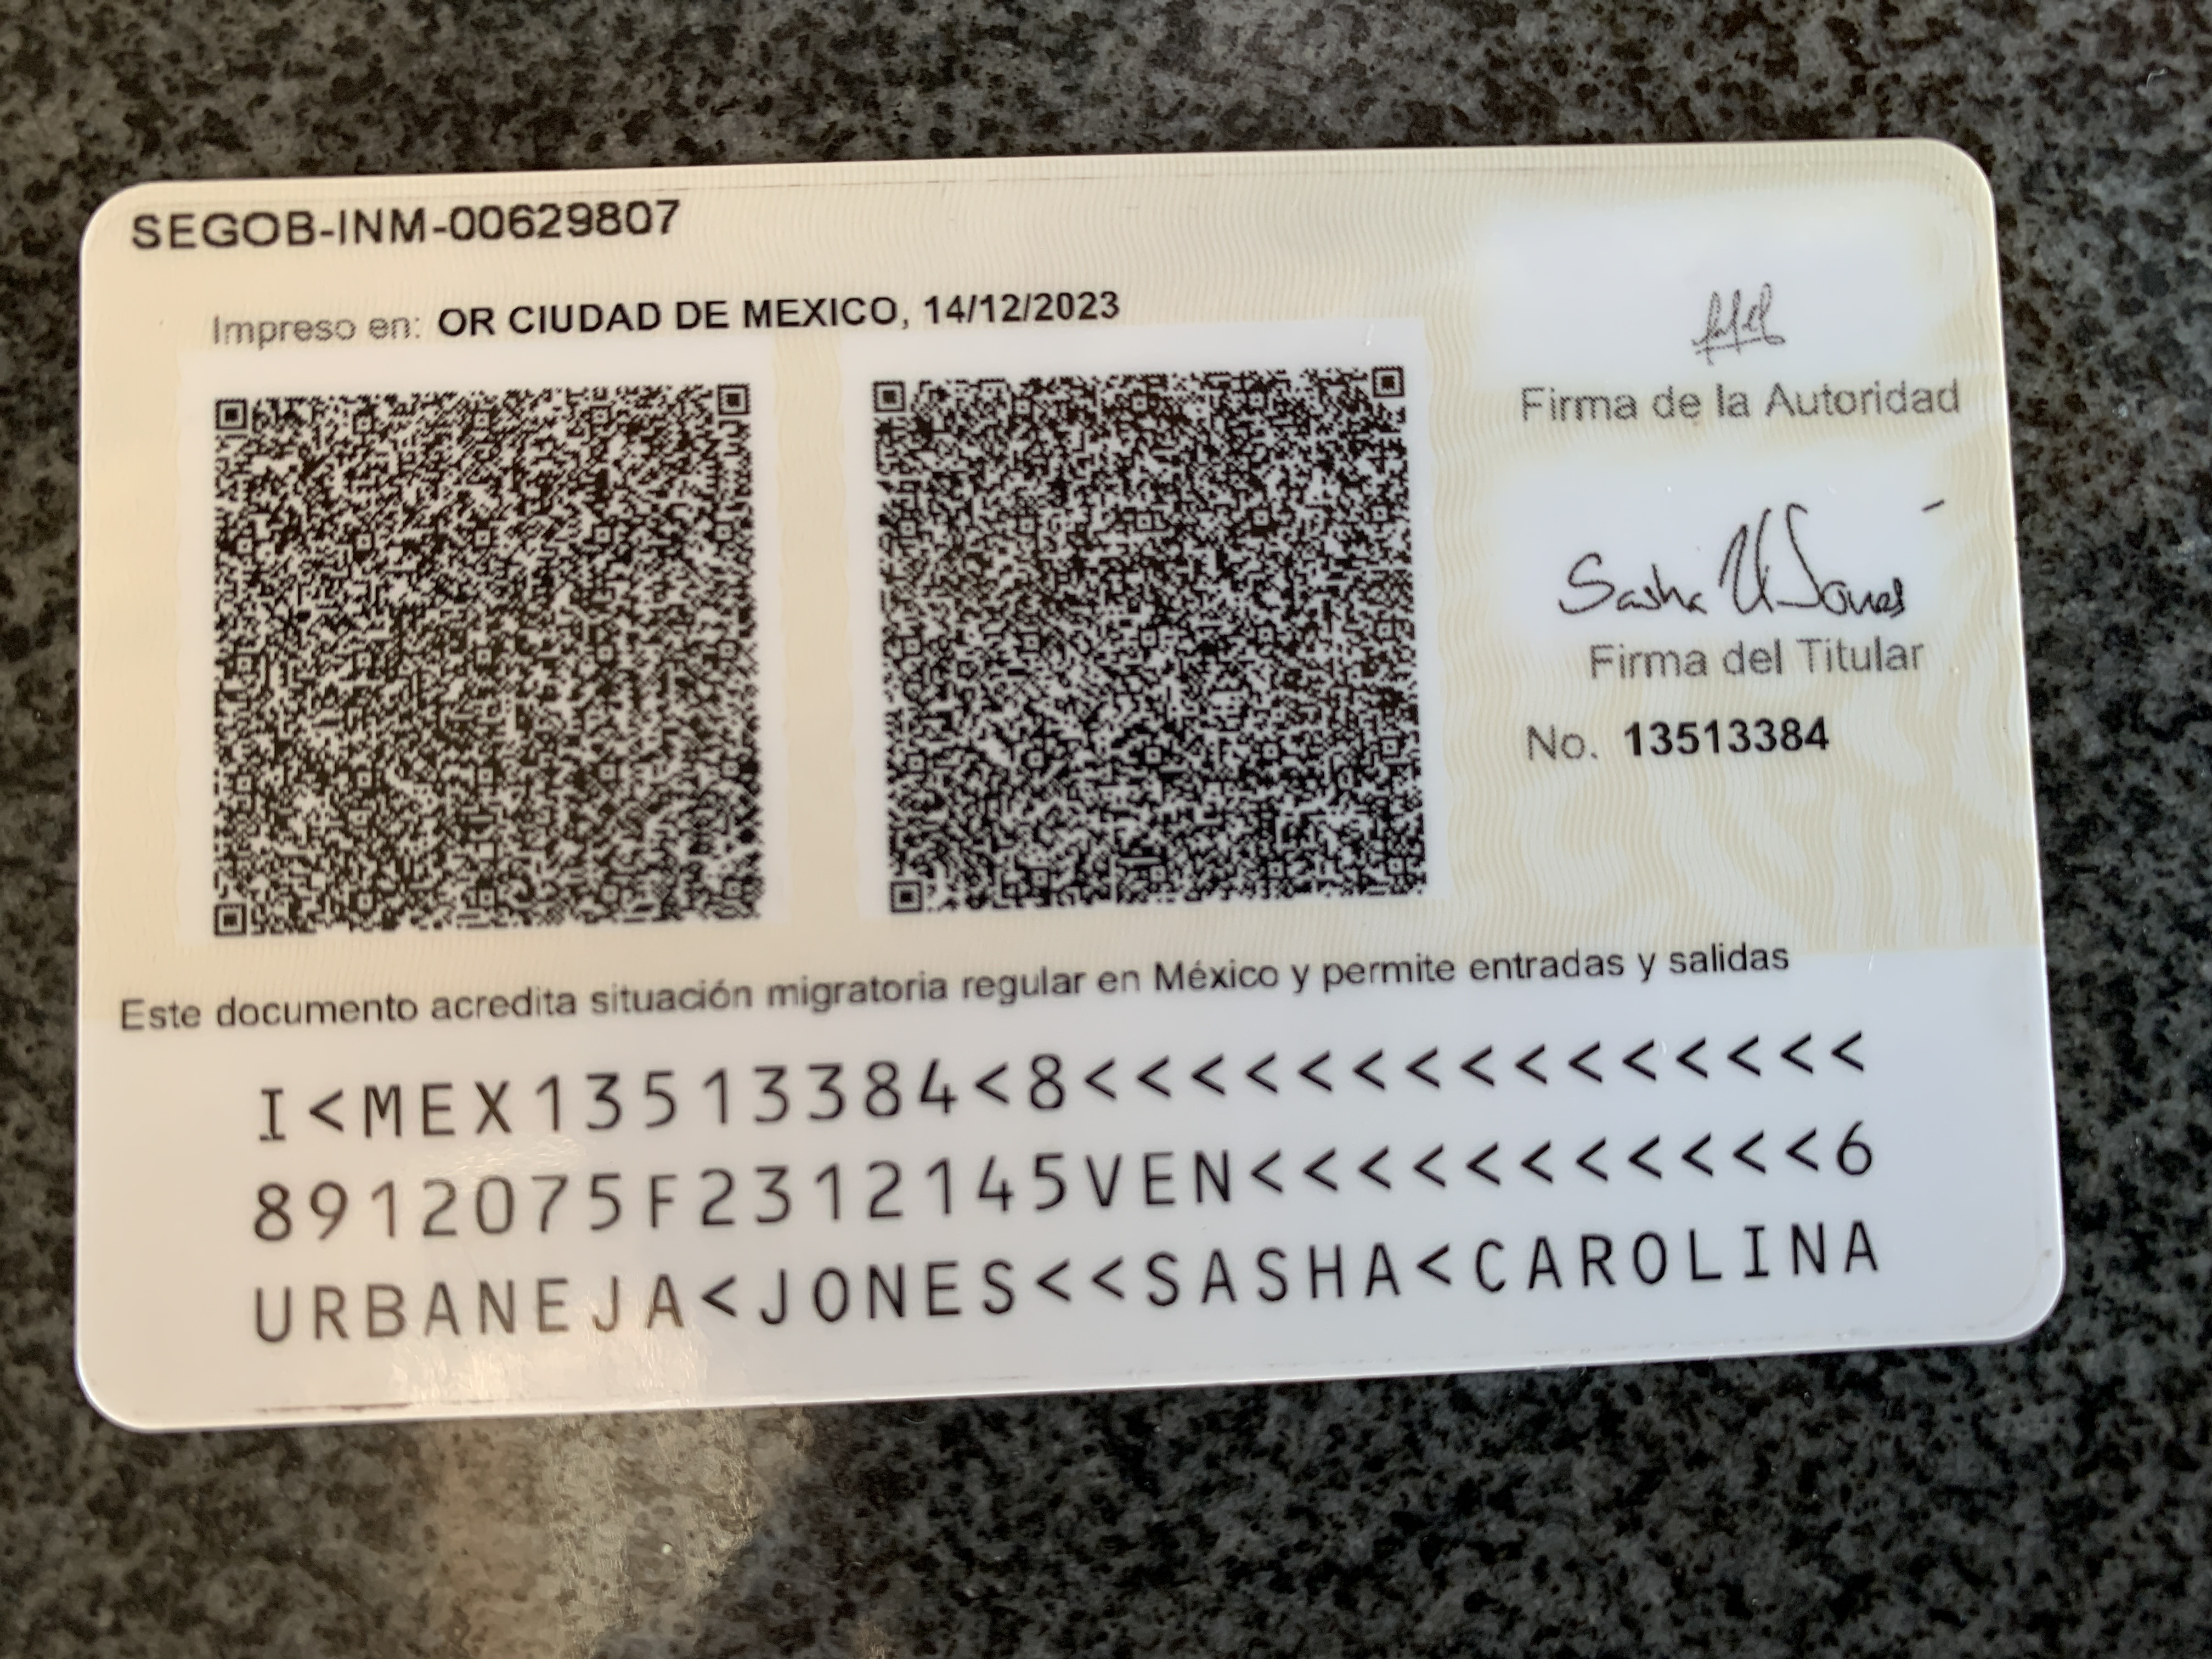 SEGOB-INM-00629807
Impreso en: OR CIUDAD DE MEXICO, 14/12/2023
Firma de la Autoridad
Sasha U Jones
Firma del Titular
No. 13513384
Este documento acredita situación migratoria regular en México y permite entradas y salidas
I<MEX13513384<8<<<<<<<<<<<<<<<
8912075F2312145VEN<<<<<<<<<<<6
URBANEJA<JONES<<SASHA<CAROLINA